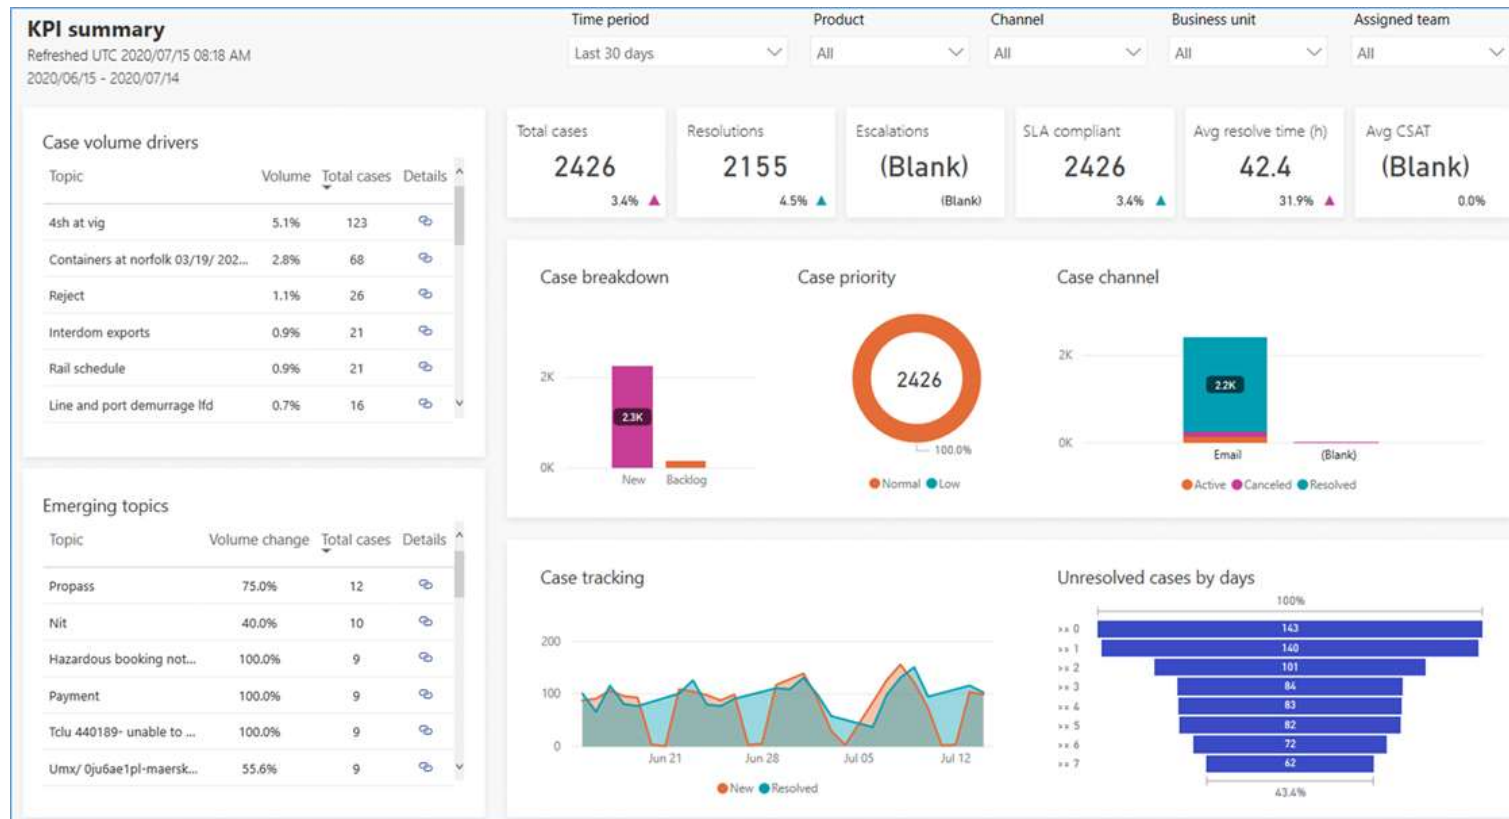 KPI summary
Refreshed UTC 2020/07/15 08:18 AM
2020/06/15 - 2020/07/14
Time period
Last 30 days
Product
All
Channel
All
Business unit
All
Assigned team
All
Case volume drivers
Topic Volume Total cases Details
4sh at vig 5.1% 123
Containers at norfolk 03/19/ 202... 2.8% 68
Reject 1.1% 26
Interdom exports 0.9% 21
Rail schedule 0.9% 21
Line and port demurrage lfd 0.7% 16
Emerging topics
Topic Volume change Total cases Details
Propass 75.0% 12
Nit 40.0% 10
Hazardous booking not... 100.0% 9
Payment 100.0% 9
Tclu 440189- unable to ... 100.0% 9
Umx/ 0ju6ae1pl-maersk... 55.6% 9
Total cases
2426
3.4%
Resolutions
2155
4.5%
Escalations
(Blank)
(Blank)
SLA compliant
2426
3.4%
Avg resolve time (h)
42.4
31.9%
Avg CSAT
(Blank)
0.0%
Case breakdown
2K
2.3K
0K
New Backlog
Case priority
2426
100.0%
Normal Low
Case channel
2K
2.2K
0K
Email (Blank)
Active Canceled Resolved
Case tracking
200
100
0
Jun 21 Jun 28 Jul 05 Jul 12
New Resolved
Unresolved cases by days
100%
>= 0 143
>= 1 140
>= 2 101
>= 3 84
>= 4 83
>= 5 82
>= 6 72
>= 7 62
43.4%